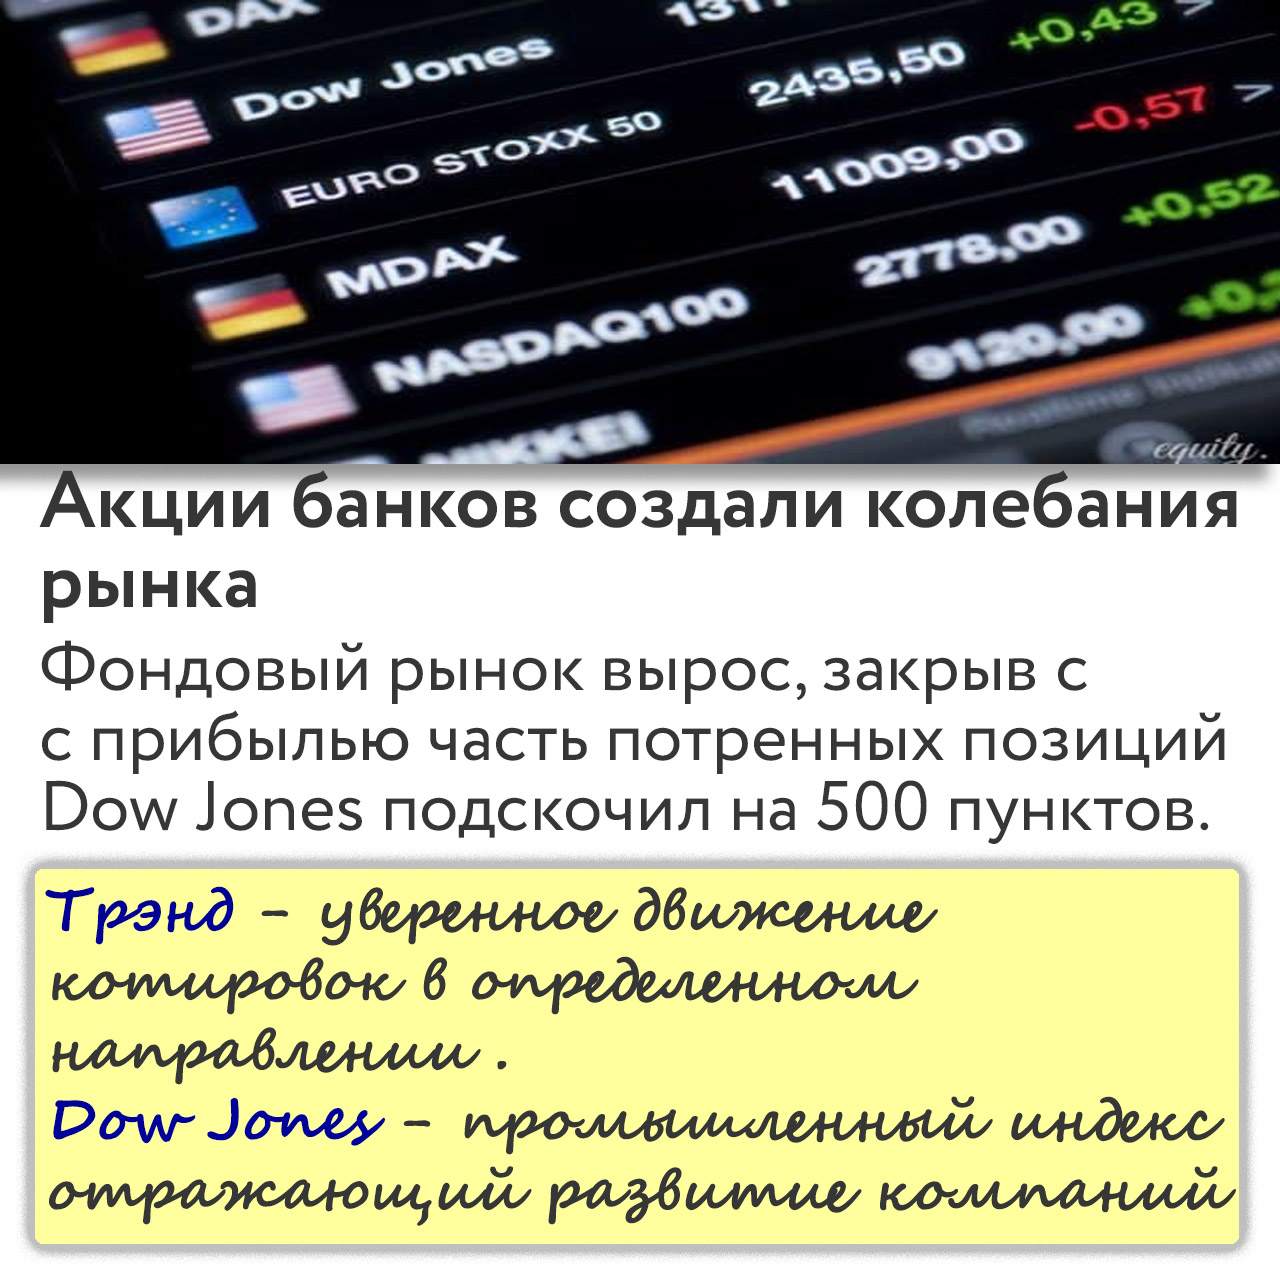 DAX
Dow Jones
EURO STOXX 50 2435,50 +0,43 >
MDAX 11009,00 -0,57 >
NASDAQ100 2778,00 +0,52
9120,00
NIKKEI
equity.
Акции банков создали колебания
рынка
Фондовый рынок вырос, закрыв с
с прибылью часть потренных позиций
Dow Jones подскочил на 500 пунктов.
Трэнд - уверенное движение
котировок в определенном
направлении .
Dow Jones - промышленный индекс
отражающий развитие компаний